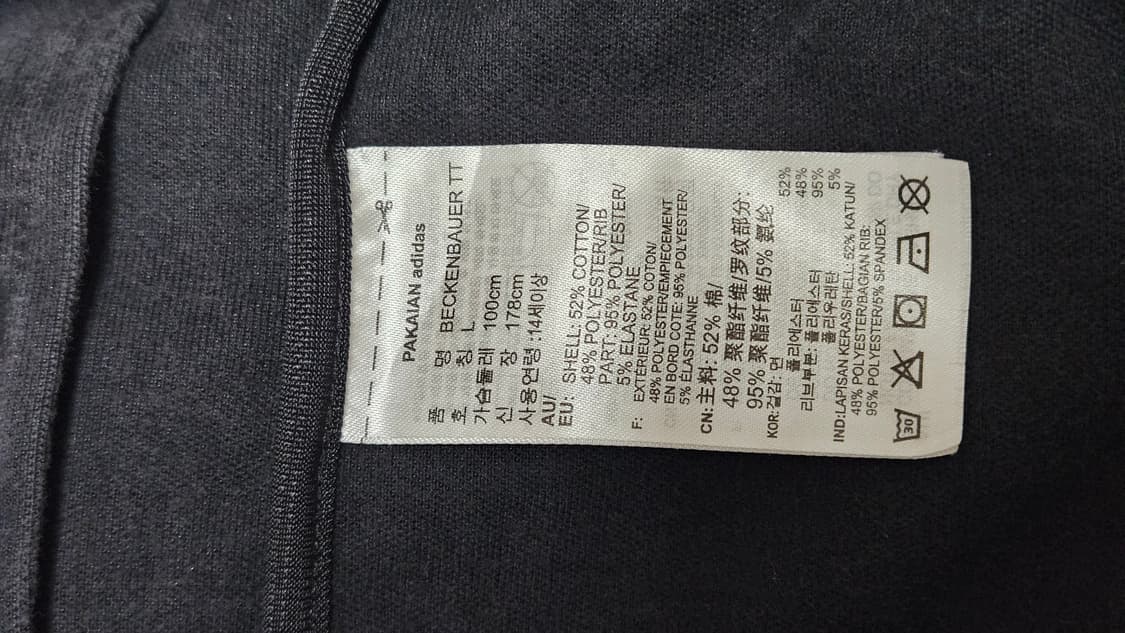 PAKAIAN adidas
품 명 BECKENBAUER TT
호 칭 L
가슴둘레 100cm
신 장 178cm
사용연령 :14세이상
AU/
EU: SHELL: 52% COTTON/
48% POLYESTER/RIB
PART: 95% POLYESTER/
5% ELASTANE
F: EXTÉRIEUR: 52% COTON/
48% POLYESTER/EMPIECEMENT
EN BORD COTE: 95% POLYESTER/
5% ÉLASTHANNE
CN: 主料: 52% 棉/
48% 聚酯纤维/罗纹部分:
95% 聚酯纤维/5% 氨纶
KOR:겉감: 면 52%
폴리에스터 48%
리브부분: 폴리에스터 95%
폴리우레탄 5%
IND:LAPISAN KERAS/SHELL: 52% KATUN/
48% POLYESTER/BAGIAN RIB:
95% POLYESTER/5% SPANDEX
30